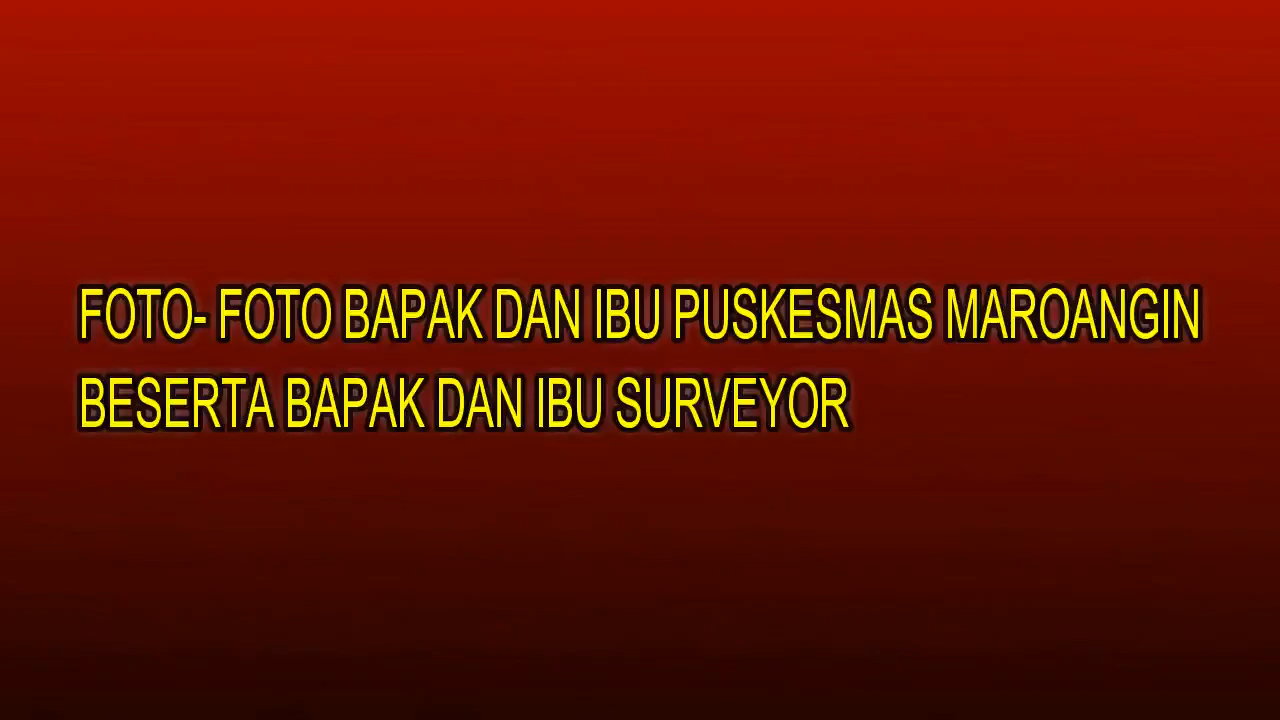 FOTO- FOTO BAPAK DAN IBU PUSKESMAS MAROANGIN
BESERTA BAPAK DAN IBU SURVEYOR